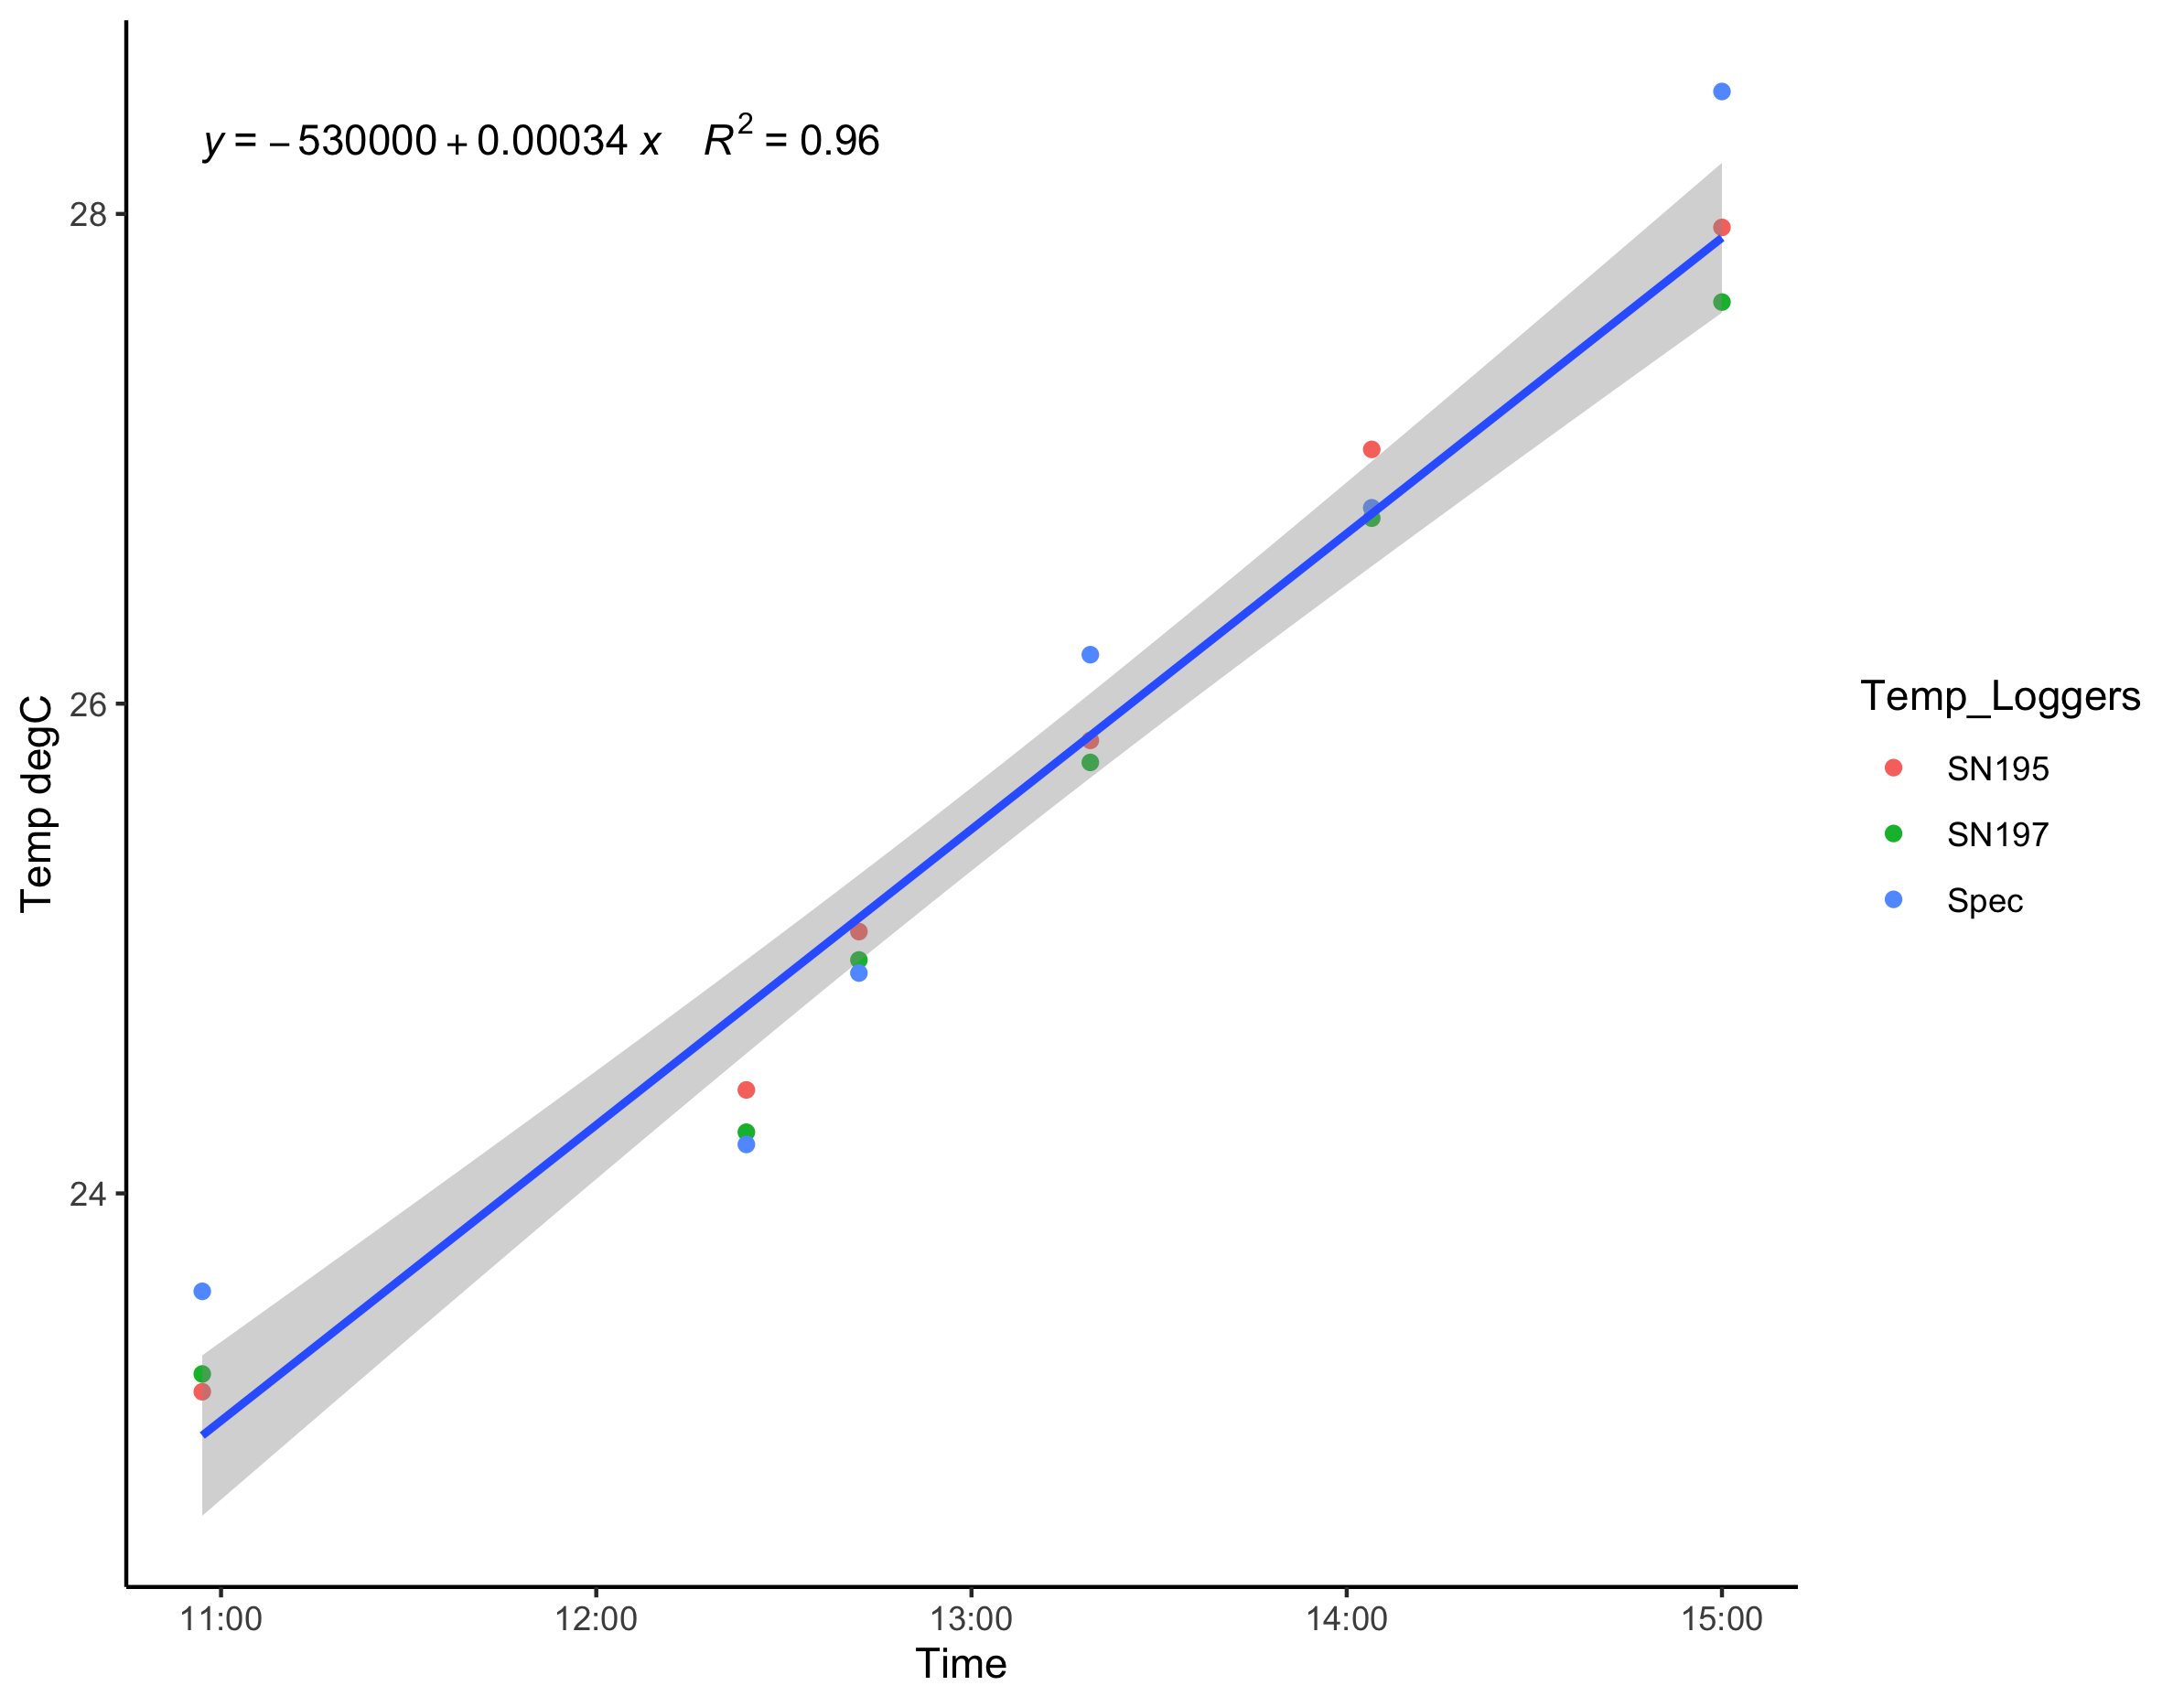 y = − 530000 + 0.00034 x R² = 0.96
28
26
24
Temp degC
11:00 12:00 13:00 14:00 15:00
Time
Temp_Loggers
SN195
SN197
Spec